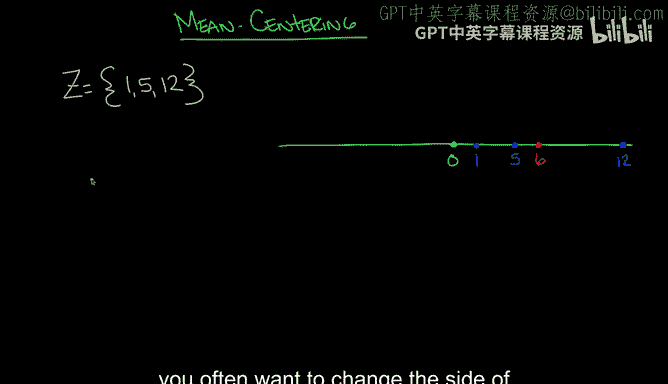 GPT中英字幕课程资源@bilibili.com
MEAN-CENTERING
GPT中英字幕课程资源 bilibili
Z={1,5,12}
0 1 5 6 12
you often want to change the side of